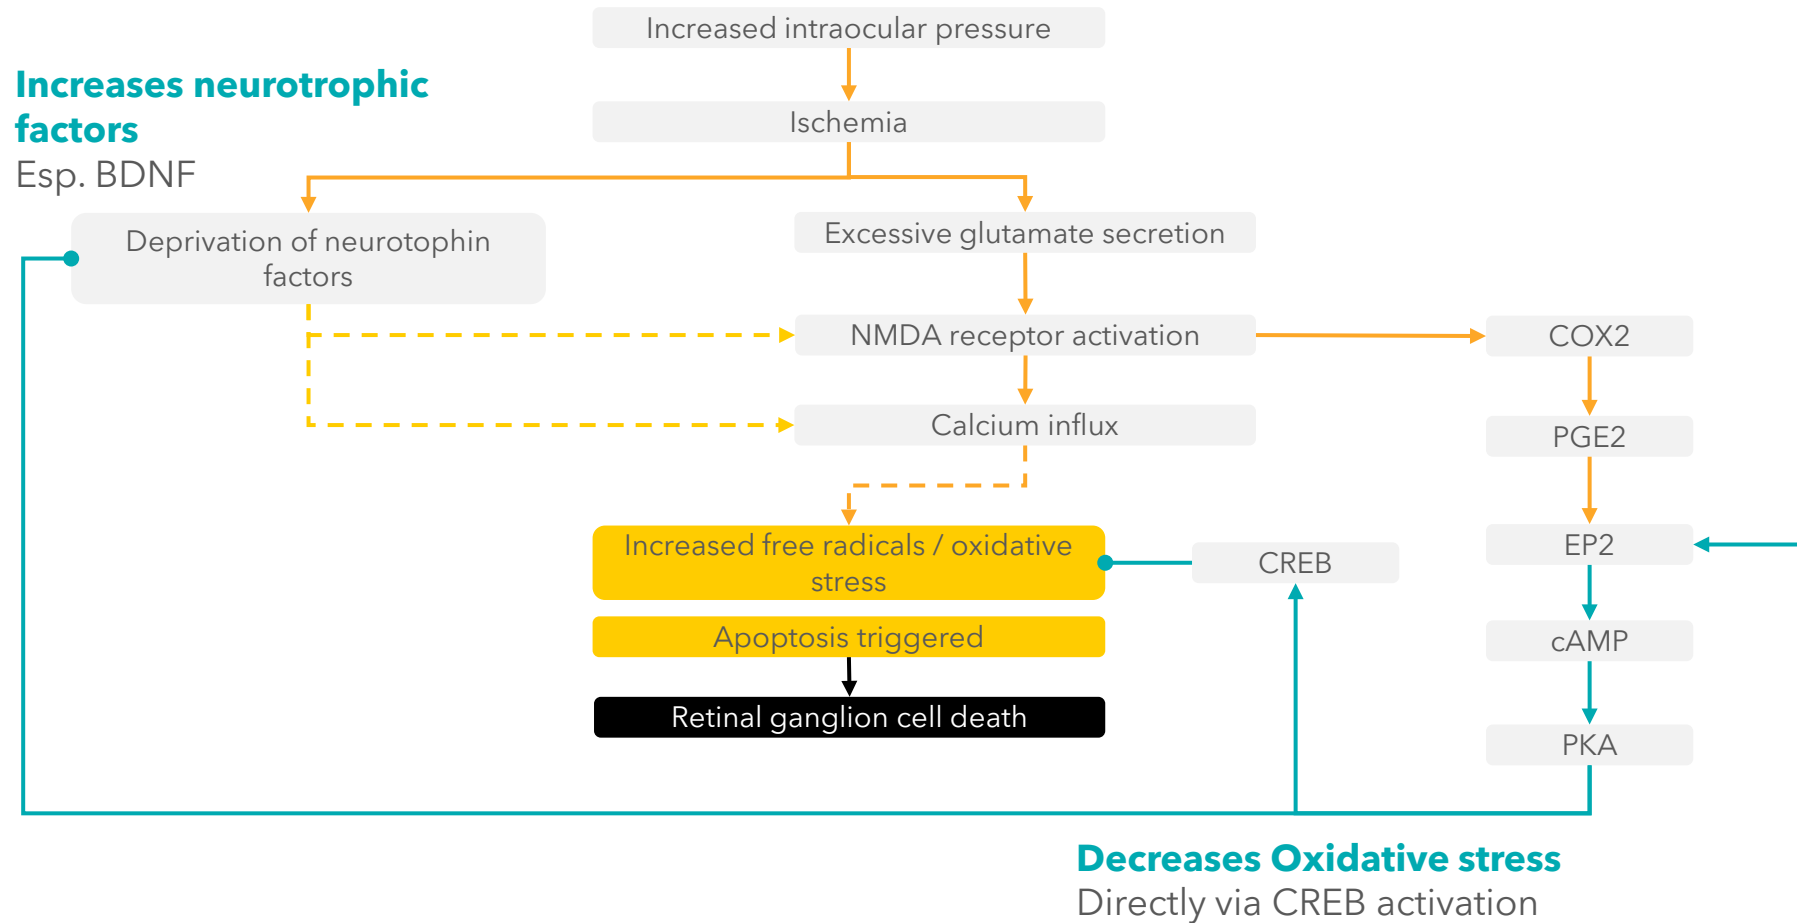 Increased intraocular pressure
Increases neurotrophic
factors
Esp. BDNF
Ischemia
Deprivation of neurotophin
factors
Excessive glutamate secretion
NMDA receptor activation
COX2
Calcium influx
PGE2
Increased free radicals / oxidative
stress
CREB
EP2
Apoptosis triggered
cAMP
Retinal ganglion cell death
PKA
Decreases Oxidative stress
Directly via CREB activation